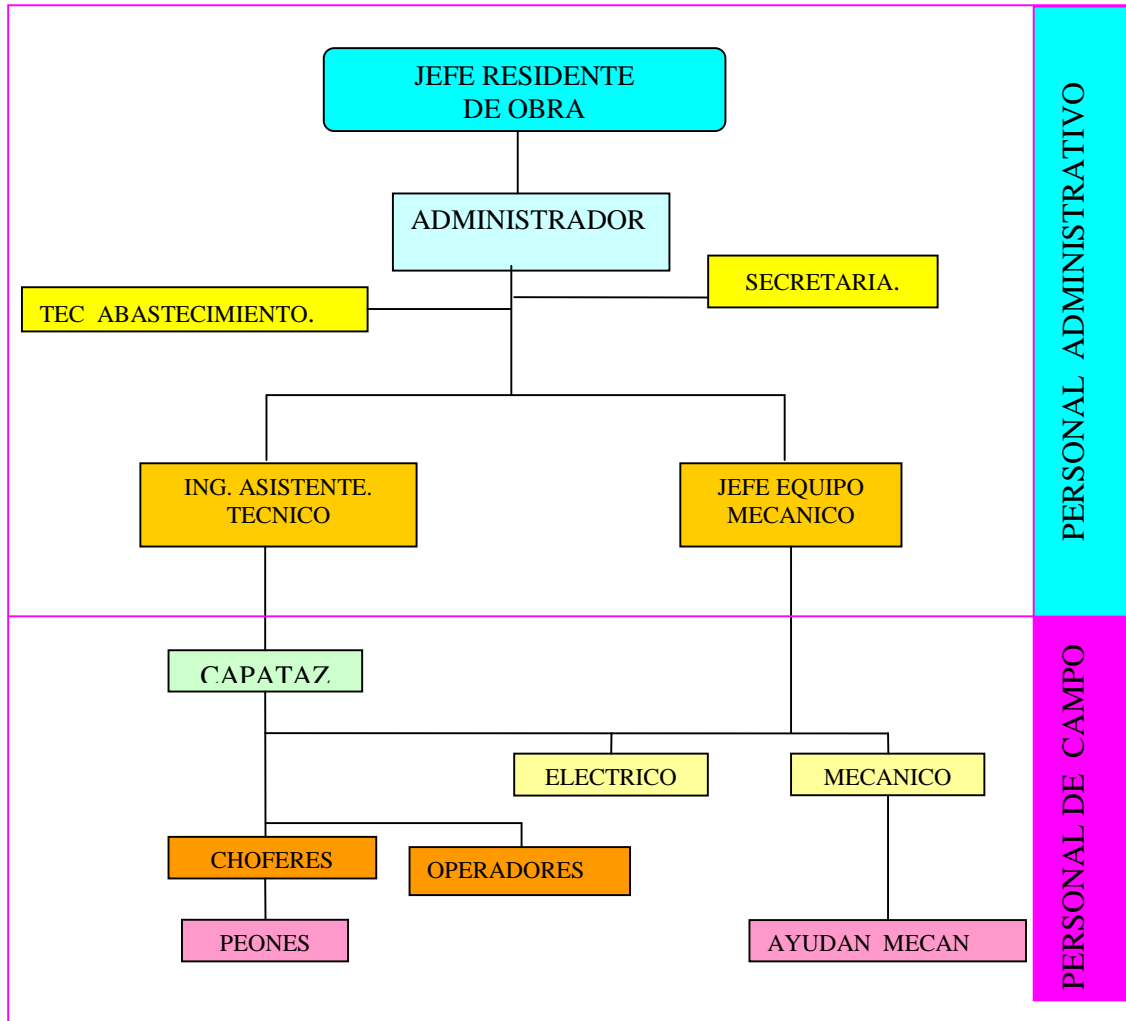 JEFE RESIDENTE
DE OBRA
ADMINISTRADOR
SECRETARIA.
TEC ABASTECIMIENTO.
ING. ASISTENTE.
TECNICO
JEFE EQUIPO
MECANICO
PERSONAL ADMINISTRATIVO
CAPATAZ
ELECTRICO
MECANICO
CHOFERES
OPERADORES
PEONES
AYUDAN MECAN
PERSONAL DE CAMPO